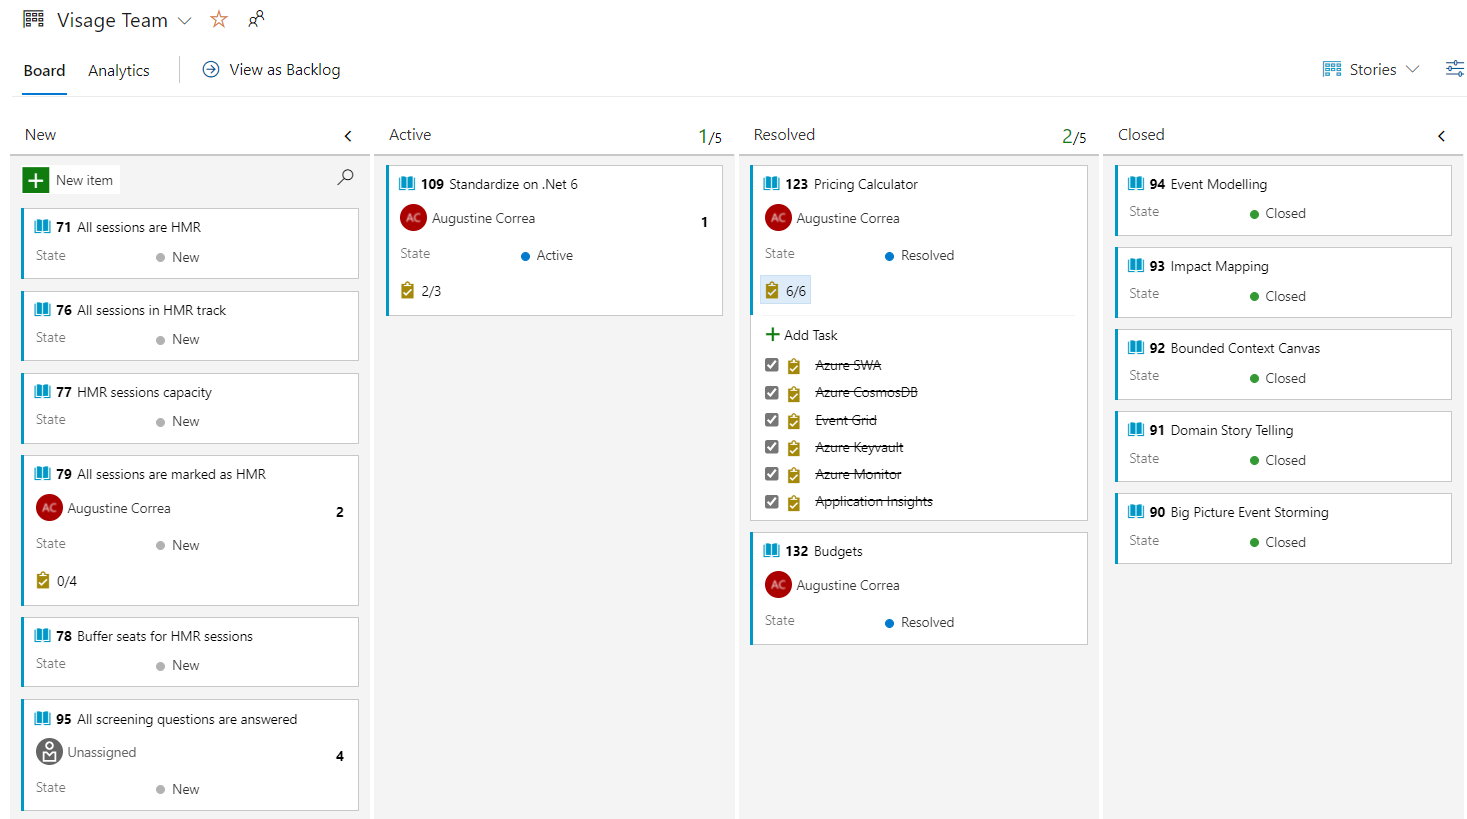 Visage Team
Board
Analytics
View as Backlog
Stories
New
New item
71 All sessions are HMR
State
New
76 All sessions in HMR track
State
New
77 HMR sessions capacity
State
New
79 All sessions are marked as HMR
AC Augustine Correa
2
State
New
0/4
78 Buffer seats for HMR sessions
State
New
95 All screening questions are answered
Unassigned
4
State
New
Active
1/5
109 Standardize on .Net 6
AC Augustine Correa
1
State
Active
2/3
Resolved
2/5
123 Pricing Calculator
AC Augustine Correa
State
Resolved
6/6
Add Task
Azure SWA
Azure CosmosDB
Event Grid
Azure Keyvault
Azure Monitor
Application Insights
132 Budgets
AC Augustine Correa
State
Resolved
Closed
94 Event Modelling
State
Closed
93 Impact Mapping
State
Closed
92 Bounded Context Canvas
State
Closed
91 Domain Story Telling
State
Closed
90 Big Picture Event Storming
State
Closed